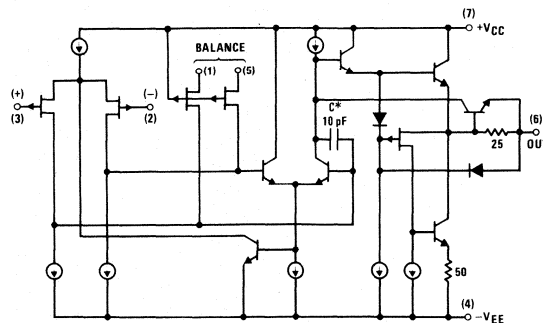 (7)
+VCC
BALANCE
(1) (5)
(+)
(3)
(-)
(2)
C*
10 pF
(6)
25
OU
50
(4)
-VEE